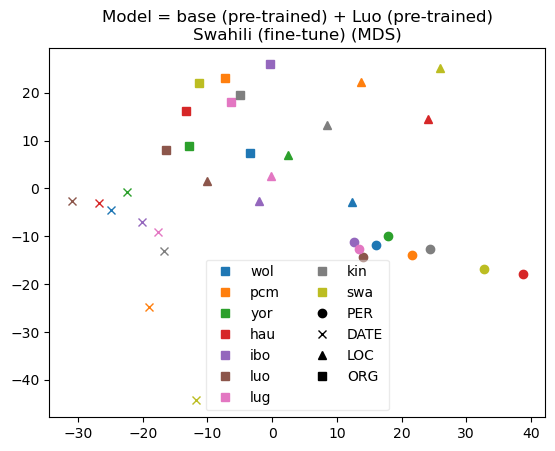 Model = base (pre-trained) + Luo (pre-trained)
Swahili (fine-tune) (MDS)
20
10
0
−10
−20
−30
−40
wol
pcm
yor
hau
ibo
luo
lug
kin
swa
PER
DATE
LOC
ORG
−30 −20 −10 0 10 20 30 40